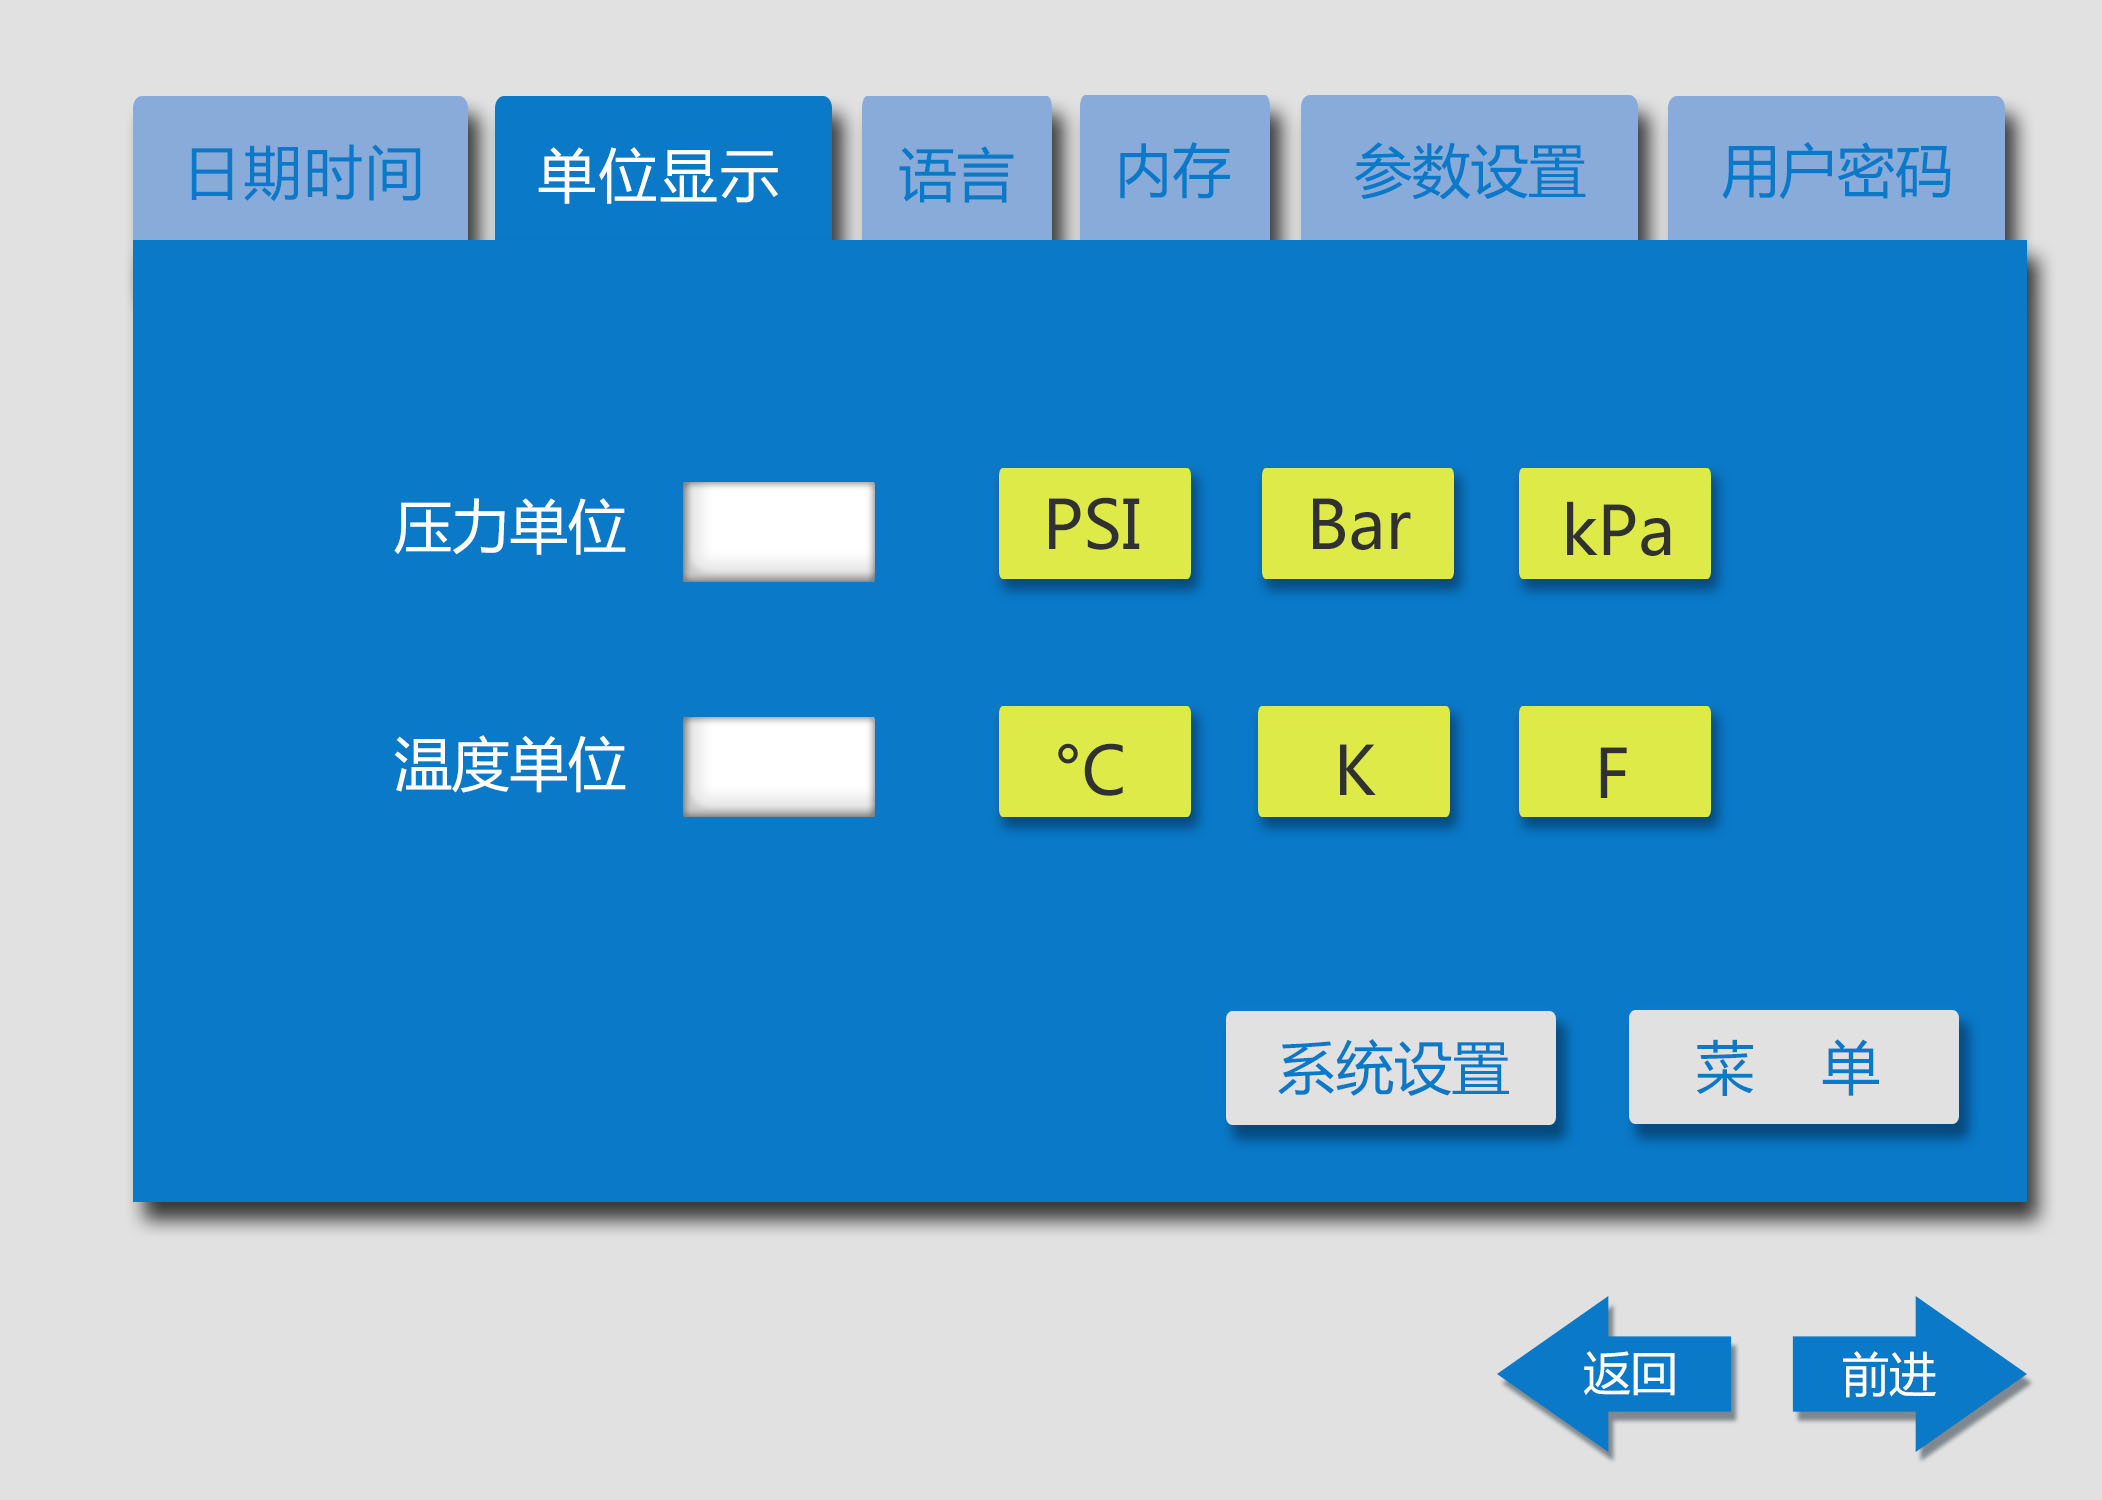 日期时间 单位显示 语言 内存 参数设置 用户密码
压力单位 PSI Bar kPa
温度单位 °C K F
系统设置 菜 单
返回 前进